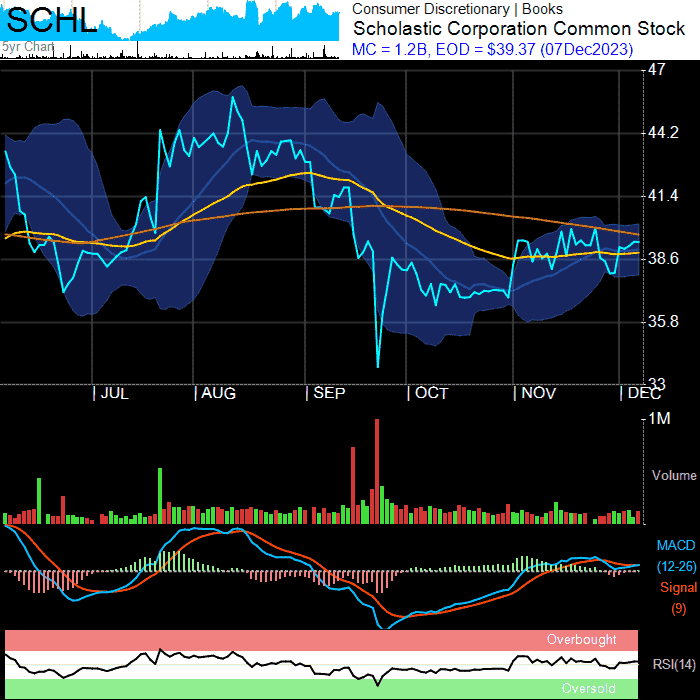 SCHL
5yr Chart
Consumer Discretionary | Books
Scholastic Corporation Common Stock
MC = 1.2B, EOD = $39.37 (07Dec2023)
47
44.2
41.4
38.6
35.8
33
| JUL | AUG | SEP | OCT | NOV | DEC
1M
Volume
MACD
(12-26)
Signal
(9)
Overbought
RSI(14)
Oversold